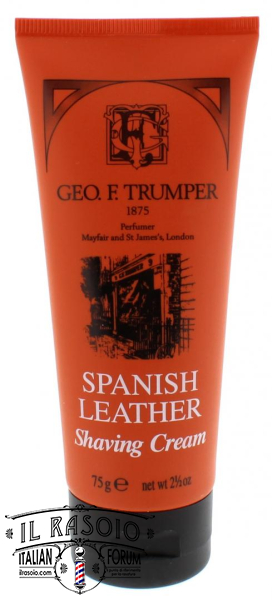 GEO. F. TRUMPER
1875
Perfumer
Mayfair and St James's, London
SPANISH
LEATHER
Shaving Cream
75g e net wt 2½oz
IL RASOIO
ITALIAN FORUM
ilrasoio.com